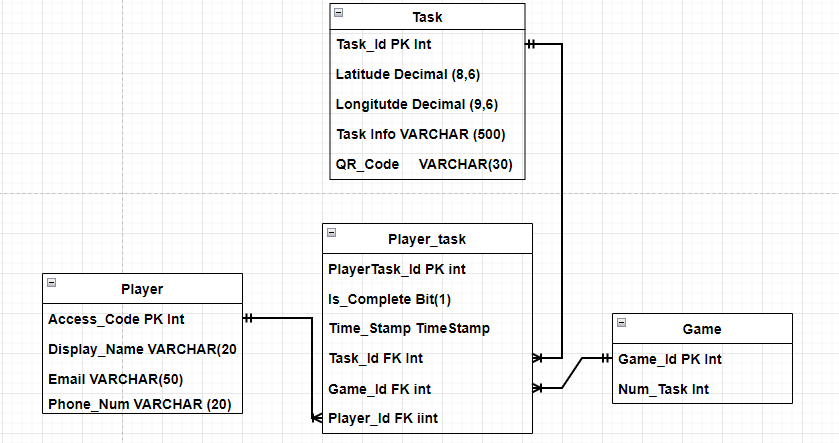 Task
Task_Id PK Int
Latitude Decimal (8,6)
Longitutde Decimal (9,6)
Task Info VARCHAR (500)
QR_Code VARCHAR(30)
Player_task
PlayerTask_Id PK int
Is_Complete Bit(1)
Time_Stamp TimeStamp
Task_Id FK Int
Game_Id FK int
Player_Id FK iint
Player
Access_Code PK Int
Display_Name VARCHAR(20
Email VARCHAR(50)
Phone_Num VARCHAR (20)
Game
Game_Id PK Int
Num_Task Int